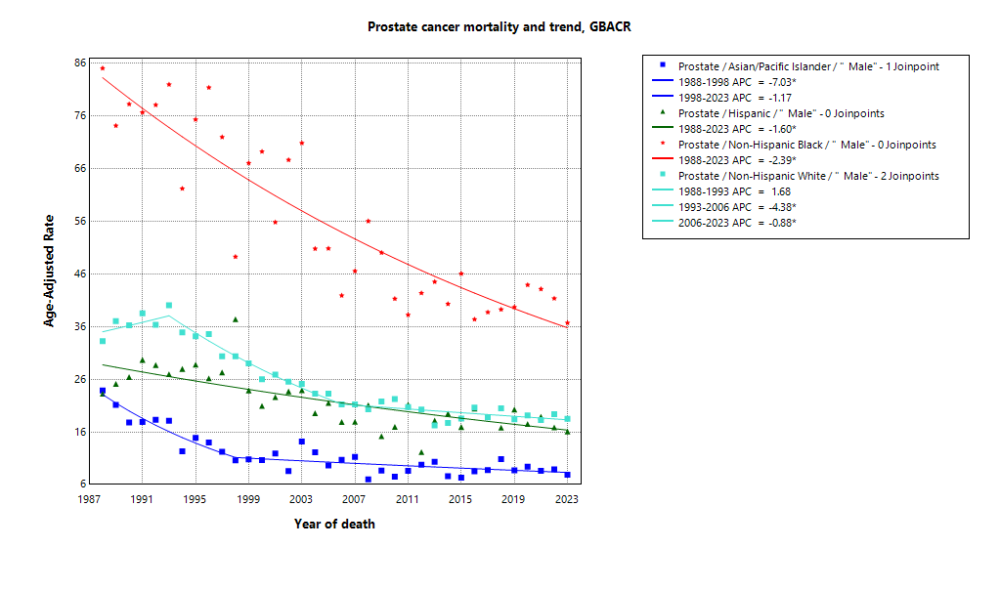 Prostate cancer mortality and trend, GBACR
Prostate / Asian/Pacific Islander / " Male" - 1 Joinpoint
1988-1998 APC = -7.03*
1998-2023 APC = -1.17
Prostate / Hispanic / " Male" - 0 Joinpoints
1988-2023 APC = -1.60*
Prostate / Non-Hispanic Black / " Male" - 0 Joinpoints
1988-2023 APC = -2.39*
Prostate / Non-Hispanic White / " Male" - 2 Joinpoints
1988-1993 APC = 1.68
1993-2006 APC = -4.38*
2006-2023 APC = -0.88*
Age-Adjusted Rate
86
76
66
56
46
36
26
16
6
1987 1991 1995 1999 2003 2007 2011 2015 2019 2023
Year of death